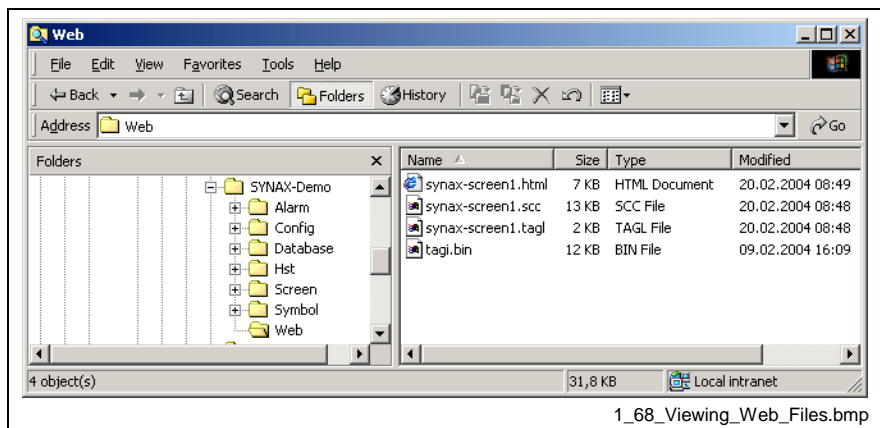 Web
File Edit View Favorites Tools Help
Back Search Folders History
Address Web Go
Folders x Name Size Type Modified
SYNAX-Demo synax-screen1.html 7 KB HTML Document 20.02.2004 08:49
Alarm synax-screen1.scc 13 KB SCC File 20.02.2004 08:48
Config synax-screen1.tagl 2 KB TAGL File 20.02.2004 08:48
Database tagi.bin 12 KB BIN File 09.02.2004 16:09
Hst
Screen
Symbol
Web
4 object(s) 31,8 KB Local intranet
1_68_Viewing_Web_Files.bmp